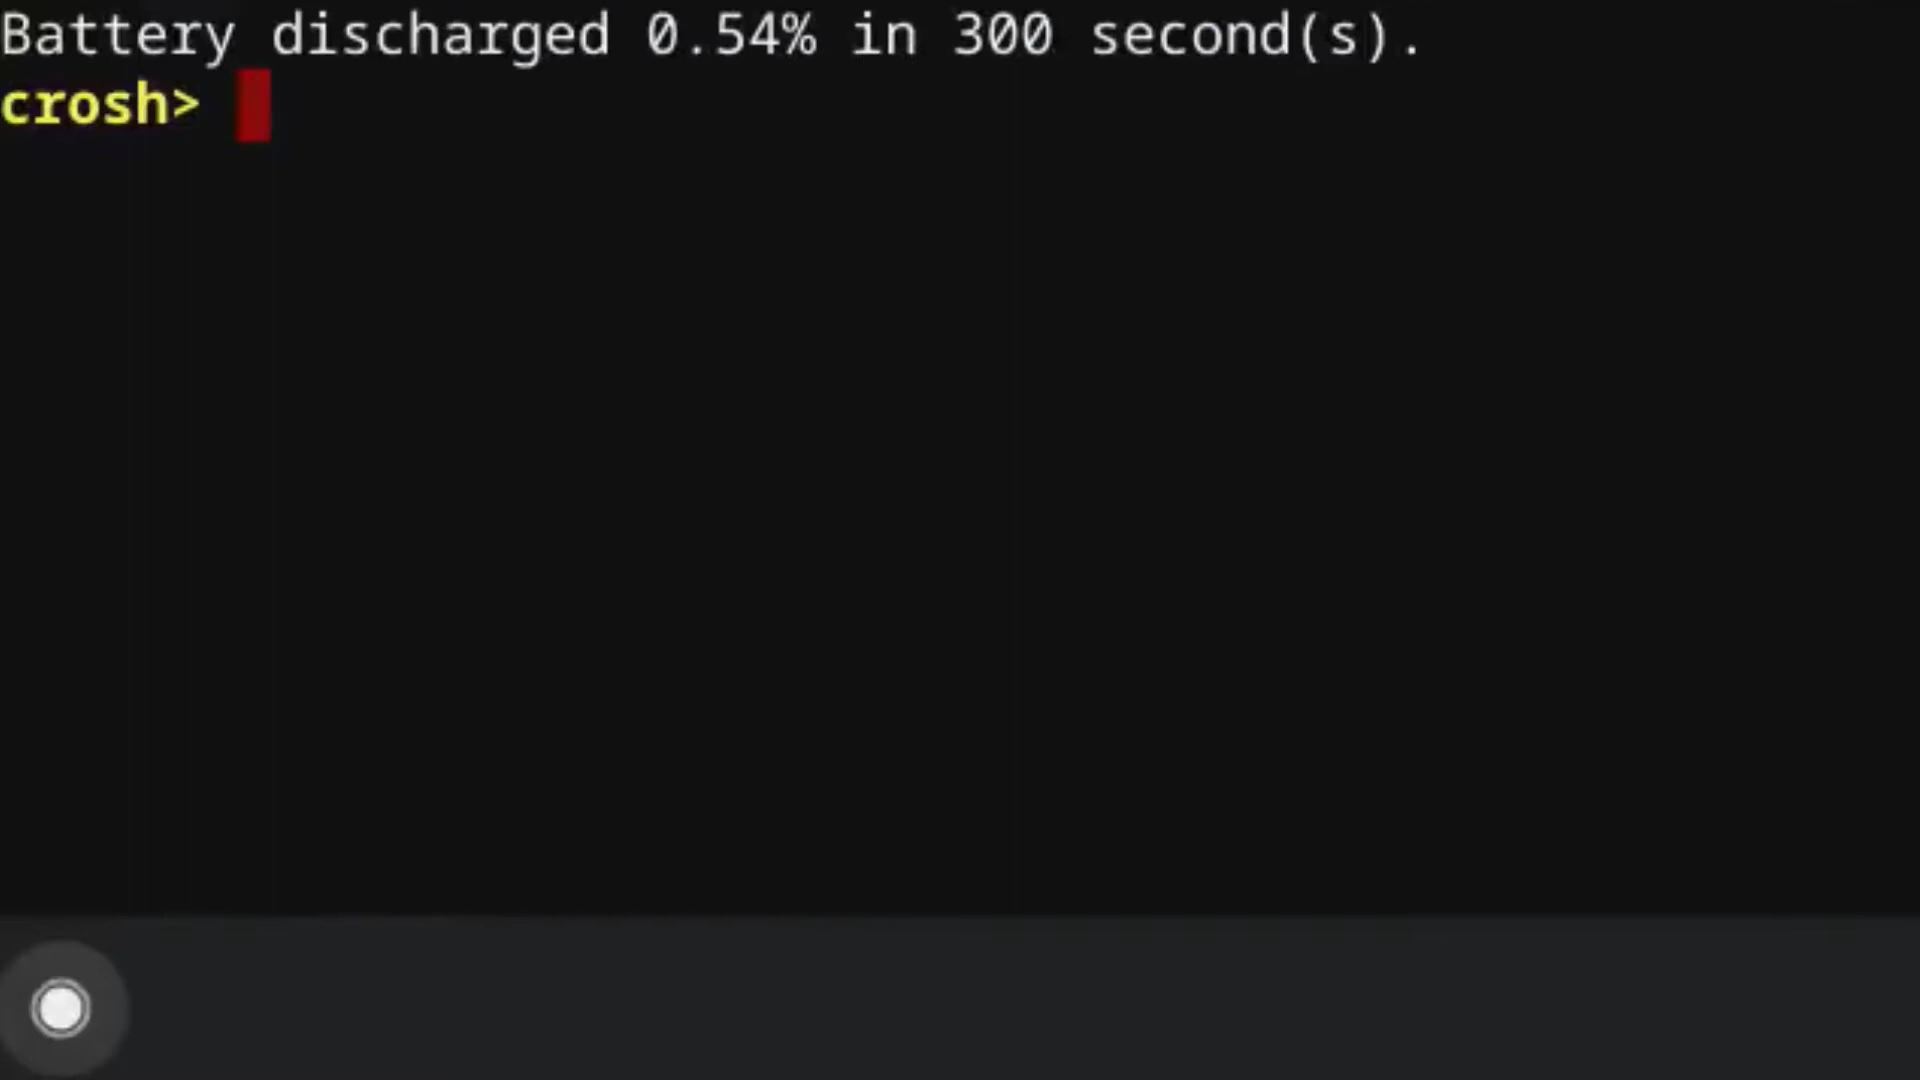 Battery discharged 0.54% in 300 second(s).
crosh>